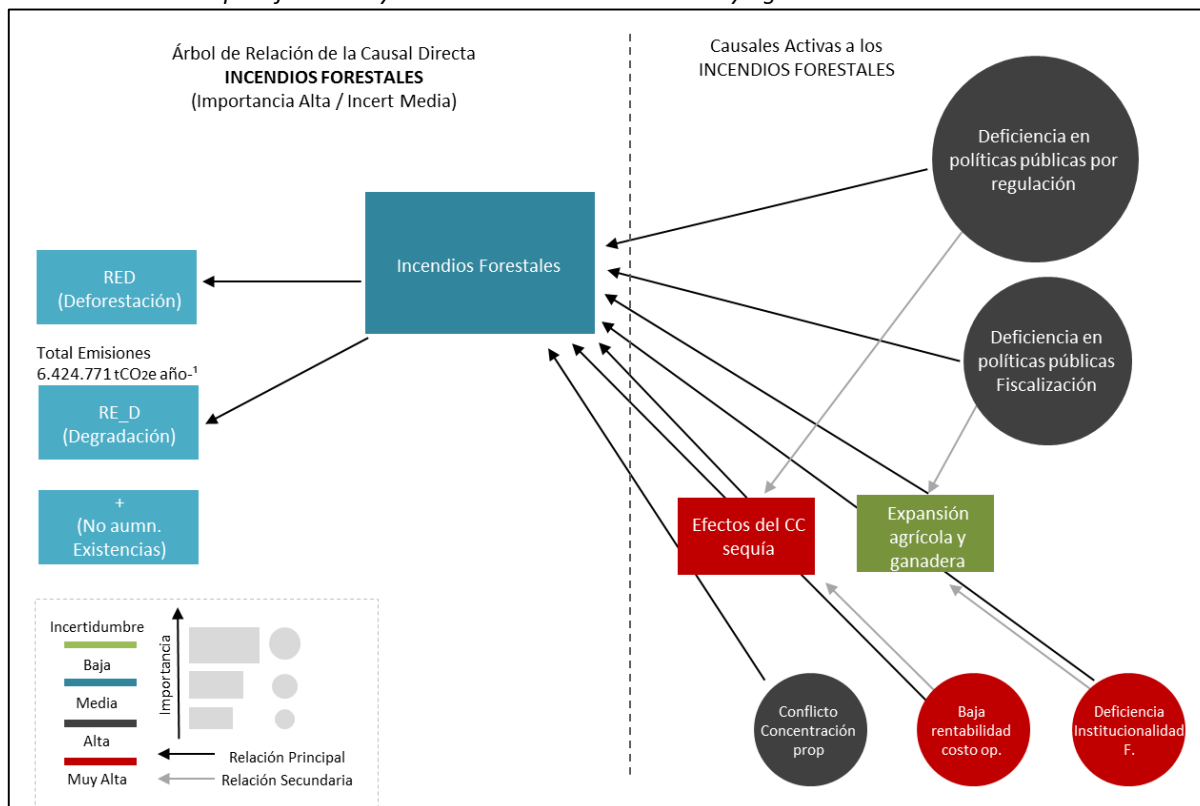 Árbol de Relación de la Causal Directa
INCENDIOS FORESTALES
(Importancia Alta / Incert Media)
Causales Activas a los
INCENDIOS FORESTALES
Deficiencia en
políticas públicas por
regulación
Incendios Forestales
RED
(Deforestación)
Total Emisiones
6.424.771 tCO2e año-¹
RE_D
(Degradación)
+
(No aumn.
Existencias)
Deficiencia en
políticas públicas
Fiscalización
Efectos del CC
sequía
Expansión
agrícola y
ganadera
Conflicto
Concentración
prop
Baja
rentabilidad
costo op.
Deficiencia
Institucionalidad
F.
Incertidumbre
Baja
Media
Alta
Muy Alta
Importancia
Relación Principal
Relación Secundaria